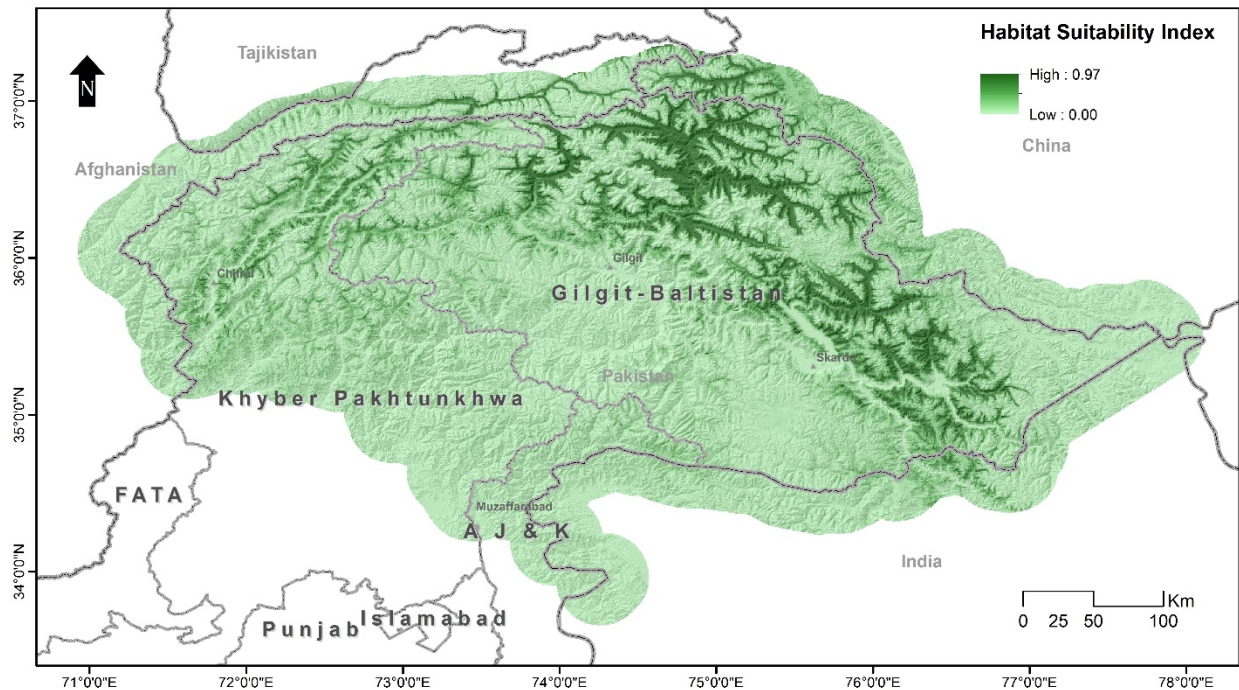 Tajikistan
Habitat Suitability Index
High : 0.97
Low : 0.00
N
China
Afghanistan
Chitral
Gilgit
Gilgit-Baltistan
Skardu
Pakistan
Khyber Pakhtunkhwa
FATA
Muzaffarabad
A J & K
India
Islamabad
Punjab
0 25 50 100
Km
37°0'0"N
36°0'0"N
35°0'0"N
34°0'0"N
71°0'0"E 72°0'0"E 73°0'0"E 74°0'0"E 75°0'0"E 76°0'0"E 77°0'0"E 78°0'0"E